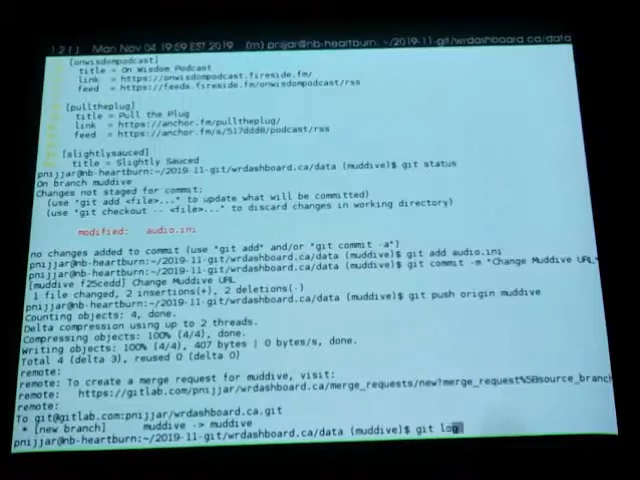 1 2 [ ] Mon Nov 04 19:59 EST 2019 (m) pnijjar@nb-heartburn: ~/2019-11-git/wrdashboard.ca/data
[onwisdompodcast]
title = On Wisdom Podcast
link = https://onwisdompodcast.fireside.fm/
feed = https://feeds.fireside.fm/onwisdompodcast/rss
[pulltheplug]
title = Pull the Plug
link = https://anchor.fm/pulltheplug/
feed = https://anchor.fm/s/517ddd8/podcast/rss
[slightlysauced]
title = Slightly Sauced
pnijjar@nb-heartburn:~/2019-11-git/wrdashboard.ca/data (muddive)$ git status
On branch muddive
Changes not staged for commit:
(use "git add <file>..." to update what will be committed)
(use "git checkout -- <file>..." to discard changes in working directory)
modified: audio.ini
no changes added to commit (use "git add" and/or "git commit -a")
pnijjar@nb-heartburn:~/2019-11-git/wrdashboard.ca/data (muddive)$ git add audio.ini
pnijjar@nb-heartburn:~/2019-11-git/wrdashboard.ca/data (muddive)$ git commit -m "Change Muddive URL"
[muddive f25cedd] Change Muddive URL
1 file changed, 2 insertions(+), 2 deletions(-)
pnijjar@nb-heartburn:~/2019-11-git/wrdashboard.ca/data (muddive)$ git push origin muddive
Counting objects: 4, done.
Delta compression using up to 2 threads.
Compressing objects: 100% (4/4), done.
Writing objects: 100% (4/4), 407 bytes | 0 bytes/s, done.
Total 4 (delta 3), reused 0 (delta 0)
remote:
remote: To create a merge request for muddive, visit:
remote: https://gitlab.com/pnijjar/wrdashboard.ca/merge_requests/new?merge_request%5Bsource_branch
remote:
To git@gitlab.com:pnijjar/wrdashboard.ca.git
* [new branch] muddive -> muddive
pnijjar@nb-heartburn:~/2019-11-git/wrdashboard.ca/data (muddive)$ git log